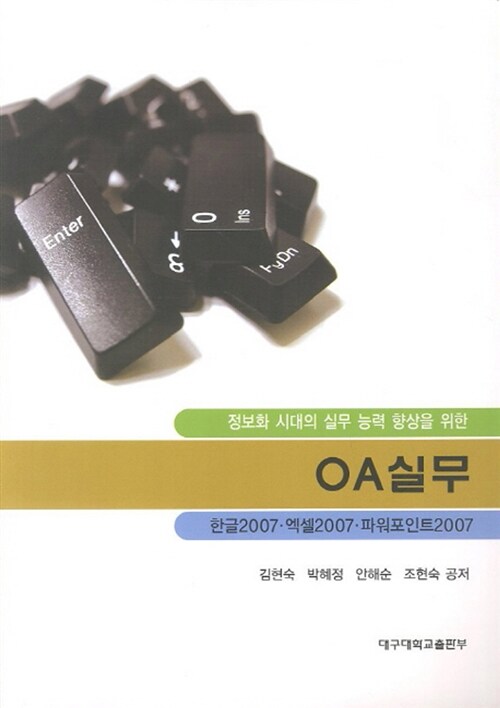 Enter
*
0
Ins
8
↑
PgDn
정보화 시대의 실무 능력 향상을 위한
OA실무
한글2007·엑셀2007·파워포인트2007
김현숙 박혜정 안해순 조현숙 공저
대구대학교출판부